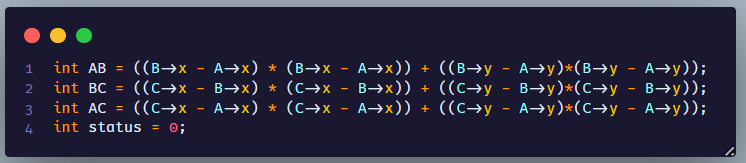 1 int AB = ((B->x - A->x) * (B->x - A->x)) + ((B->y - A->y)*(B->y - A->y));
2 int BC = ((C->x - B->x) * (C->x - B->x)) + ((C->y - B->y)*(C->y - B->y));
3 int AC = ((C->x - A->x) * (C->x - A->x)) + ((C->y - A->y)*(C->y - A->y));
4 int status = 0;